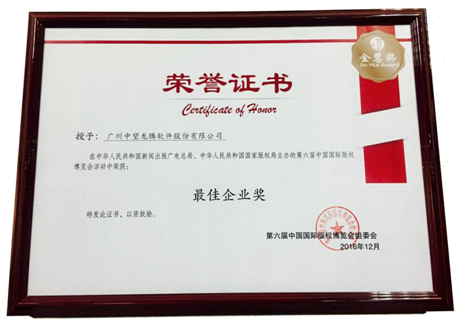 金慧奖
Jin Hui Award
荣誉证书
Certificate of Honor
授予：广州中望龙腾软件股份有限公司
在中华人民共和国新闻出版广电总局、中华人民共和国国家版权局主办的第六届中国国际版权
博览会活动中荣获：
最佳企业奖
特发此证书，以资鼓励。
第六届中国国际版权博览会组委会
2016年12月